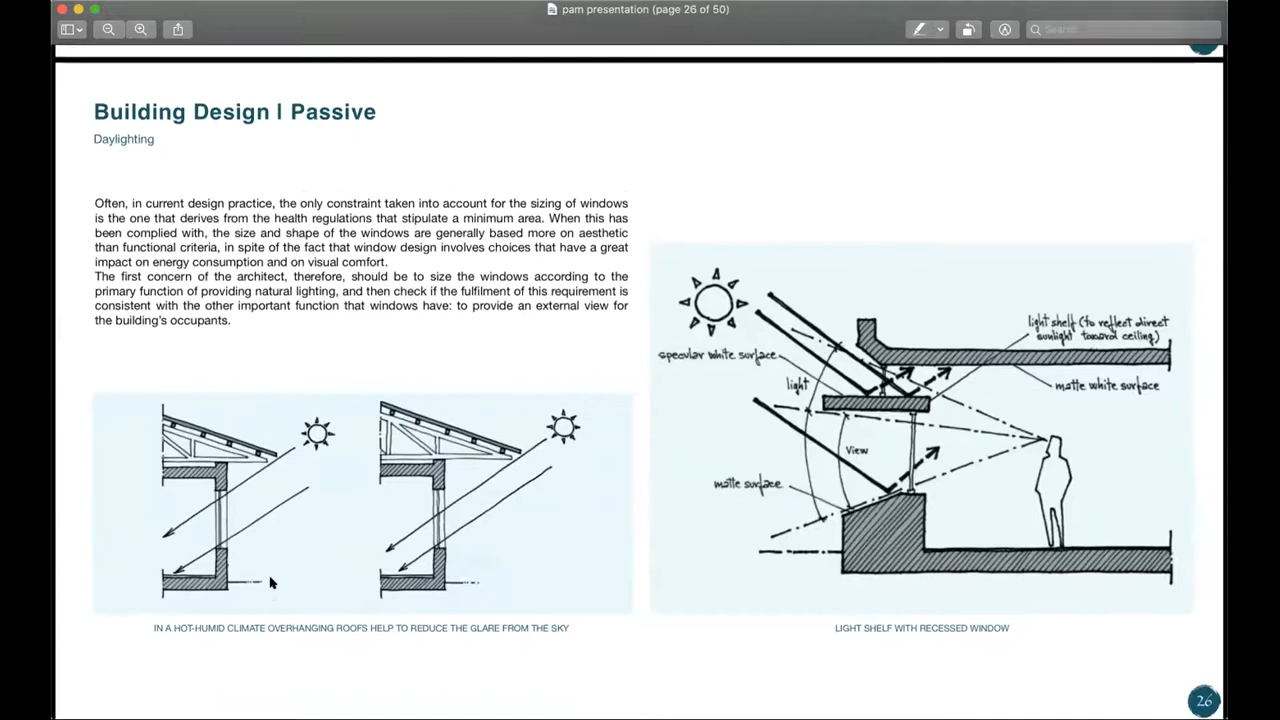 pam presentation (page 26 of 50)
Search
Building Design | Passive
Daylighting
Often, in current design practice, the only constraint taken into account for the sizing of windows
is the one that derives from the health regulations that stipulate a minimum area. When this has
been complied with, the size and shape of the windows are generally based more on aesthetic
than functional criteria, in spite of the fact that window design involves choices that have a great
impact on energy consumption and on visual comfort.
The first concern of the architect, therefore, should be to size the windows according to the
primary function of providing natural lighting, and then check if the fulfilment of this requirement is
consistent with the other important function that windows have: to provide an external view for
the building's occupants.
light shelf (to reflect direct
sunlight toward ceiling)
specular white surface
light
matte white surface
View
matte surface
IN A HOT-HUMID CLIMATE OVERHANGING ROOFS HELP TO REDUCE THE GLARE FROM THE SKY
LIGHT SHELF WITH RECESSED WINDOW
26